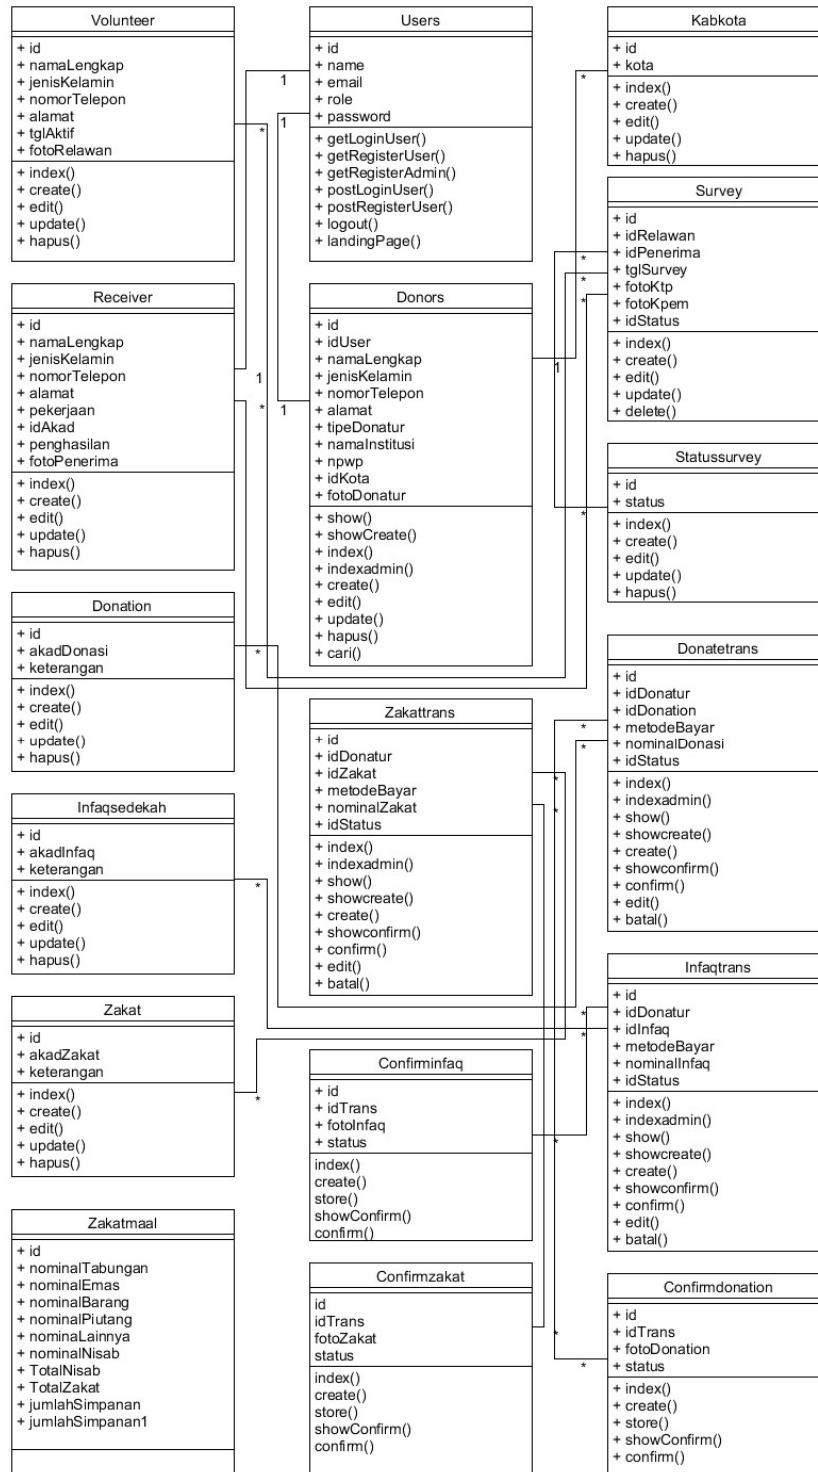 Volunteer
+ id
+ namaLengkap
+ jenisKelamin
+ nomorTelepon
+ alamat
+ tglAktif
+ fotoRelawan
+ index()
+ create()
+ edit()
+ update()
+ hapus()
Users
+ id
+ name
+ email
+ role
+ password
+ getLoginUser()
+ getRegisterUser()
+ getRegisterAdmin()
+ postLoginUser()
+ postRegisterUser()
+ logout()
+ landingPage()
Kabkota
+ id
+ kota
+ index()
+ create()
+ edit()
+ update()
+ hapus()
1
1
*
*
Survey
+ id
+ idRelawan
+ idPenerima
+ tglSurvey
+ fotoKtp
+ fotoKpem
+ idStatus
+ index()
+ create()
+ edit()
+ update()
+ delete()
*
*
*
1
Receiver
+ id
+ namaLengkap
+ jenisKelamin
+ nomorTelepon
+ alamat
+ pekerjaan
+ idAkad
+ penghasilan
+ fotoPenerima
+ index()
+ create()
+ edit()
+ update()
+ hapus()
1
*
1
Donors
+ id
+ idUser
+ namaLengkap
+ jenisKelamin
+ nomorTelepon
+ alamat
+ tipeDonatur
+ namaInstitusi
+ npwp
+ idKota
+ fotoDonatur
+ show()
+ showCreate()
+ index()
+ indexadmin()
+ create()
+ edit()
+ update()
+ hapus()
+ cari()
Statussurvey
+ id
+ status
+ index()
+ create()
+ edit()
+ update()
+ hapus()
*
Donation
+ id
+ akadDonasi
+ keterangan
+ index()
+ create()
+ edit()
+ update()
+ hapus()
*
Donatetrans
+ id
+ idDonatur
+ idDonation
+ metodeBayar
+ nominalDonasi
+ idStatus
+ index()
+ indexadmin()
+ show()
+ showcreate()
+ create()
+ showconfirm()
+ confirm()
+ edit()
+ batal()
*
*
Zakattrans
+ id
+ idDonatur
+ idZakat
+ metodeBayar
+ nominalZakat
+ idStatus
+ index()
+ indexadmin()
+ show()
+ showcreate()
+ create()
+ showconfirm()
+ confirm()
+ edit()
+ batal()
*
*
Infaqsedekah
+ id
+ akadInfaq
+ keterangan
+ index()
+ create()
+ edit()
+ update()
+ hapus()
*
Infaqtrans
+ id
+ idDonatur
+ idInfaq
+ metodeBayar
+ nominalInfaq
+ idStatus
+ index()
+ indexadmin()
+ show()
+ showcreate()
+ create()
+ showconfirm()
+ confirm()
+ edit()
+ batal()
*
*
Zakat
+ id
+ akadZakat
+ keterangan
+ index()
+ create()
+ edit()
+ update()
+ hapus()
*
Confirminfaq
+ id
+ idTrans
+ fotoInfaq
+ status
index()
create()
store()
showConfirm()
confirm()
*
Zakatmaal
+ id
+ nominalTabungan
+ nominalEmas
+ nominalBarang
+ nominalPiutang
+ nominaLainnya
+ nominalNisab
+ TotalNisab
+ TotalZakat
+ jumlahSimpanan
+ jumlahSimpanan1
Confirmzakat
id
idTrans
fotoZakat
status
index()
create()
store()
showConfirm()
confirm()
*
*
Confirmdonation
+ id
+ idTrans
+ fotoDonation
+ status
+ index()
+ create()
+ store()
+ showConfirm()
+ confirm()